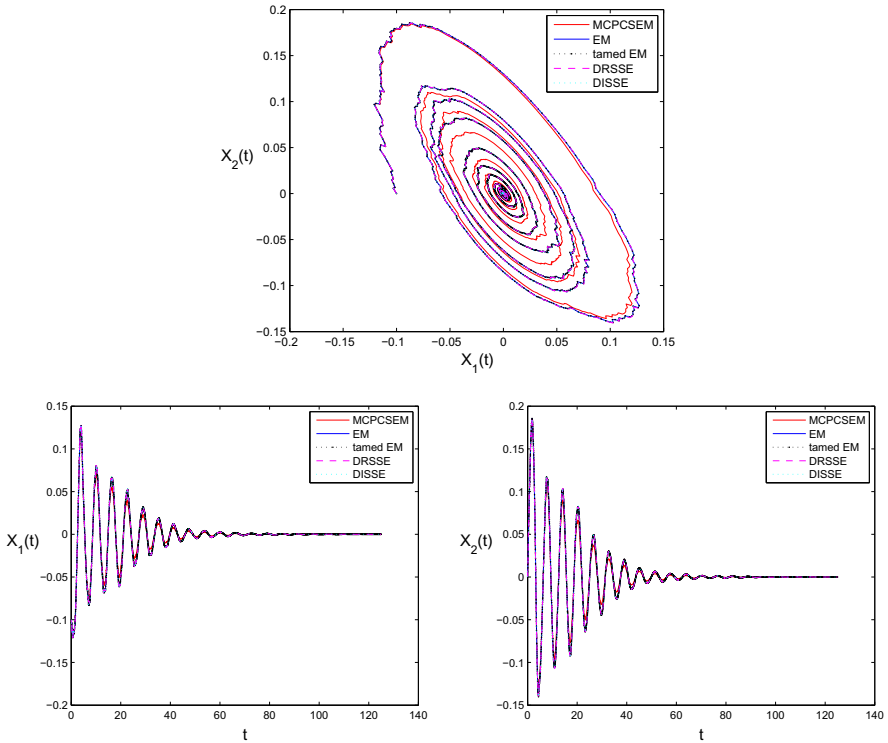 0.2
0.15
0.1
0.05
0
−0.05
−0.1
−0.15
X2(t)
−0.2 −0.15 −0.1 −0.05 0 0.05 0.1 0.15
X1(t)
MCPCSEM
EM
tamed EM
DRSSE
DISSE
0.15
0.1
0.05
0
−0.05
−0.1
−0.15
−0.2
X1(t)
0 20 40 60 80 100 120 140
t
MCPCSEM
EM
tamed EM
DRSSE
DISSE
0.2
0.15
0.1
0.05
0
−0.05
−0.1
−0.15
X2(t)
0 20 40 60 80 100 120 140
t
MCPCSEM
EM
tamed EM
DRSSE
DISSE